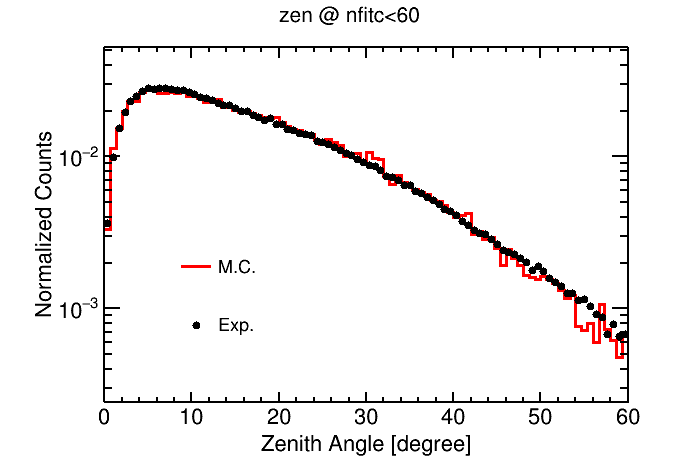 zen @ nfitc<60
Normalized Counts
10−2
10−3
M.C.
Exp.
0 10 20 30 40 50 60
Zenith Angle [degree]